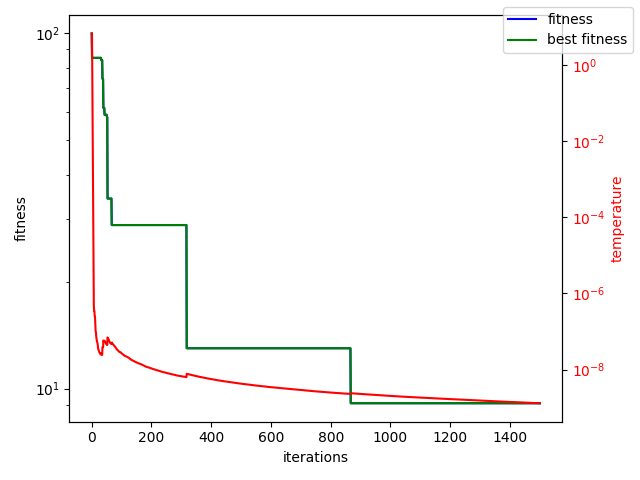 fitness
best fitness
10²
10¹
fitness
10⁰
10⁻²
10⁻⁴
10⁻⁶
10⁻⁸
temperature
0 200 400 600 800 1000 1200 1400
iterations